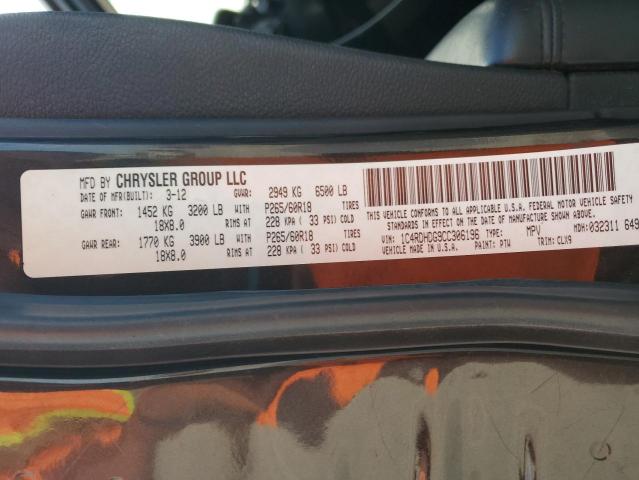 MFD BY CHRYSLER GROUP LLC
DATE OF MFR(BUILT): 3-12 GVWR: 2949 KG 6500 LB
GAWR FRONT: 1452 KG 3200 LB WITH P265/60R18 TIRES
18X8.0 RIMS AT 228 KPA ( 33 PSI) COLD
GAWR REAR: 1770 KG 3900 LB WITH P265/60R18 TIRES
18X8.0 RIMS AT 228 KPA ( 33 PSI) COLD
THIS VEHICLE CONFORMS TO ALL APPLICABLE U.S.A. FEDERAL MOTOR VEHICLE SAFETY
STANDARDS IN EFFECT ON THE DATE OF MANUFACTURE SHOWN ABOVE.
VIN: 1C4RDHDG9CC306196 TYPE: MPV MDH: 032311 649
VEHICLE MADE IN U.S.A. PAINT: PTW TRIM: CLX9